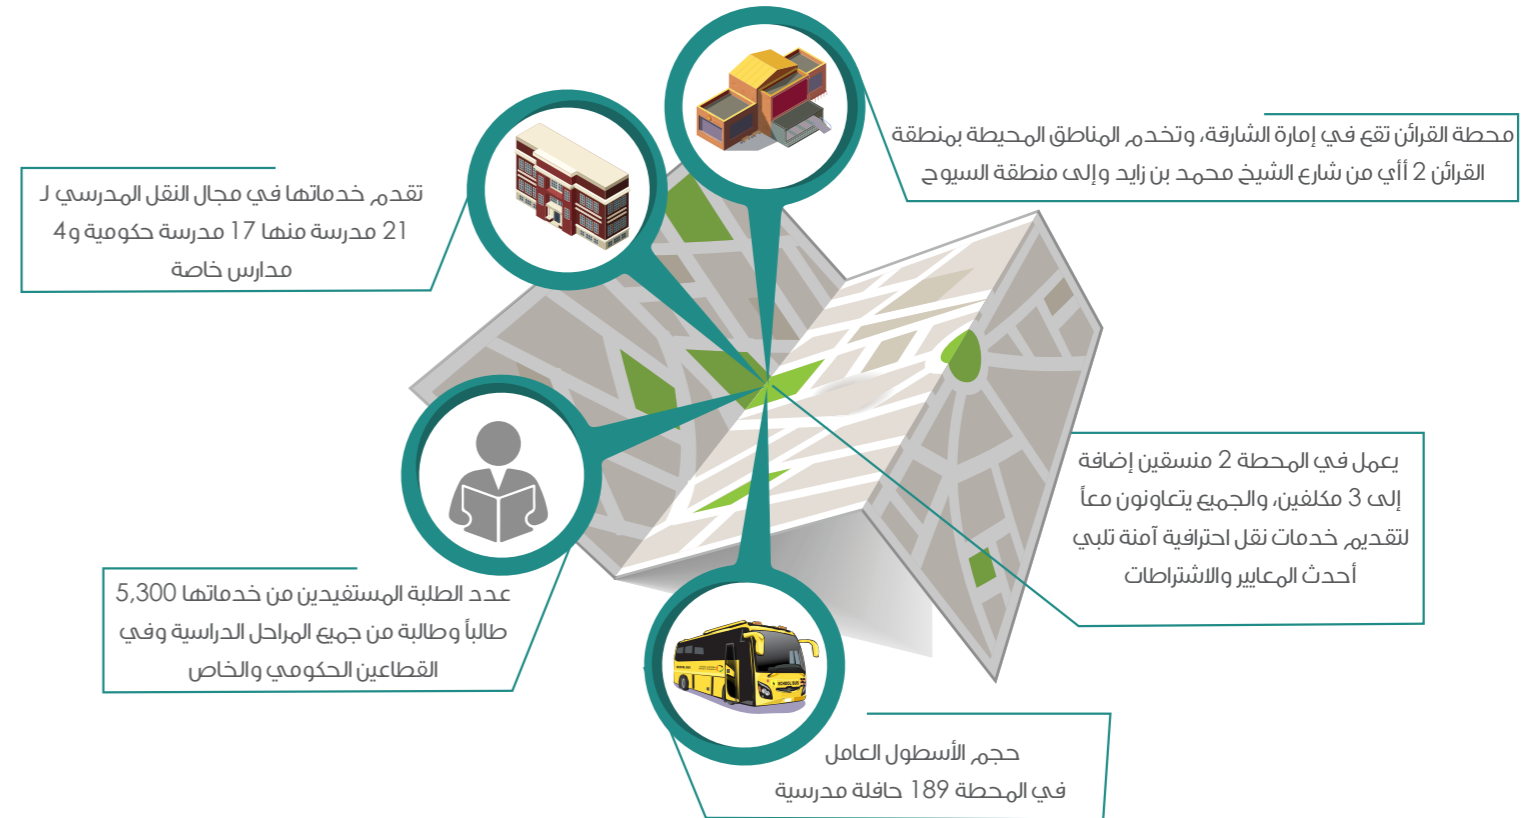 محطة القرائن تقع في إمارة الشارقة، وتخدم المناطق المحيطة بمنطقة
القرائن 2 أأي من شارع الشيخ محمد بن زايد وإلى منطقة السيوح
تقدم خدماتها في مجال النقل المدرسي لـ
21 مدرسة منها 17 مدرسة حكومية و4
مدارس خاصة
يعمل في المحطة 2 منسقين إضافة
إلى 3 مكلفين، والجميع يتعاونون معاً
لتقديم خدمات نقل احترافية آمنة تلبي
أحدث المعايير والاشتراطات
عدد الطلبة المستفيدين من خدماتها 5,300
طالباً وطالبة من جميع المراحل الدراسية وفي
القطاعين الحكومي والخاص
حجم الأسطول العامل
في المحطة 189 حافلة مدرسية